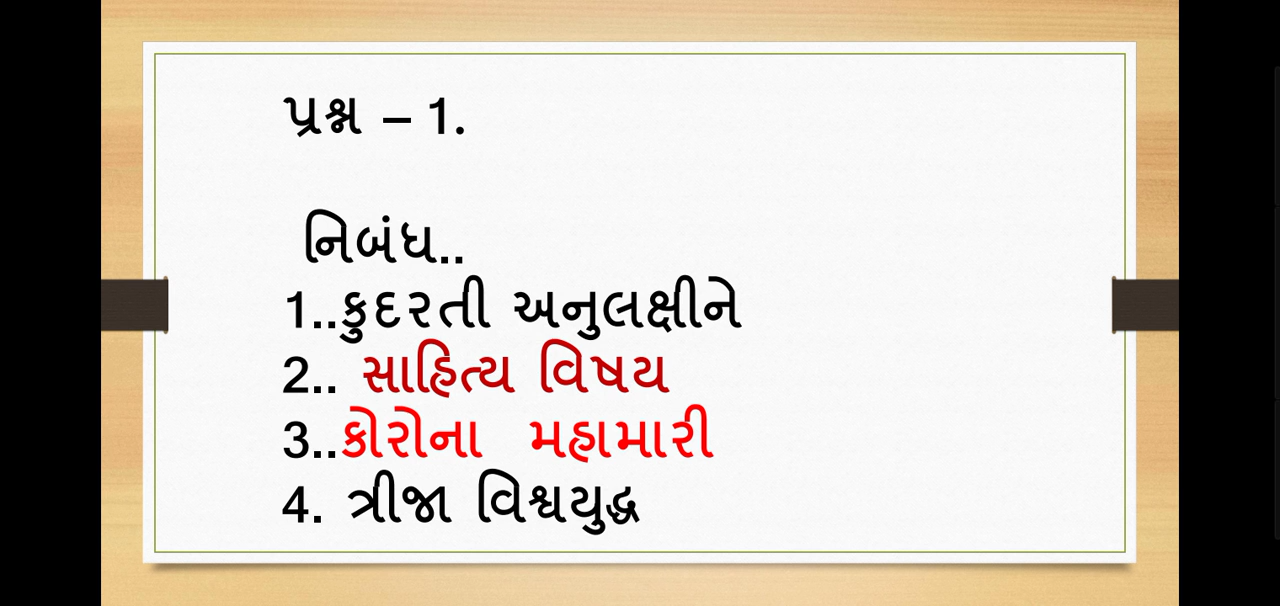 પ્રશ્ન – 1.
નિબંધ..
1..કુદરતી અનુલક્ષીને
2.. સાહિત્ય વિષય
3..કોરોના મહામારી
4. ત્રીજા વિશ્વયુદ્ધ